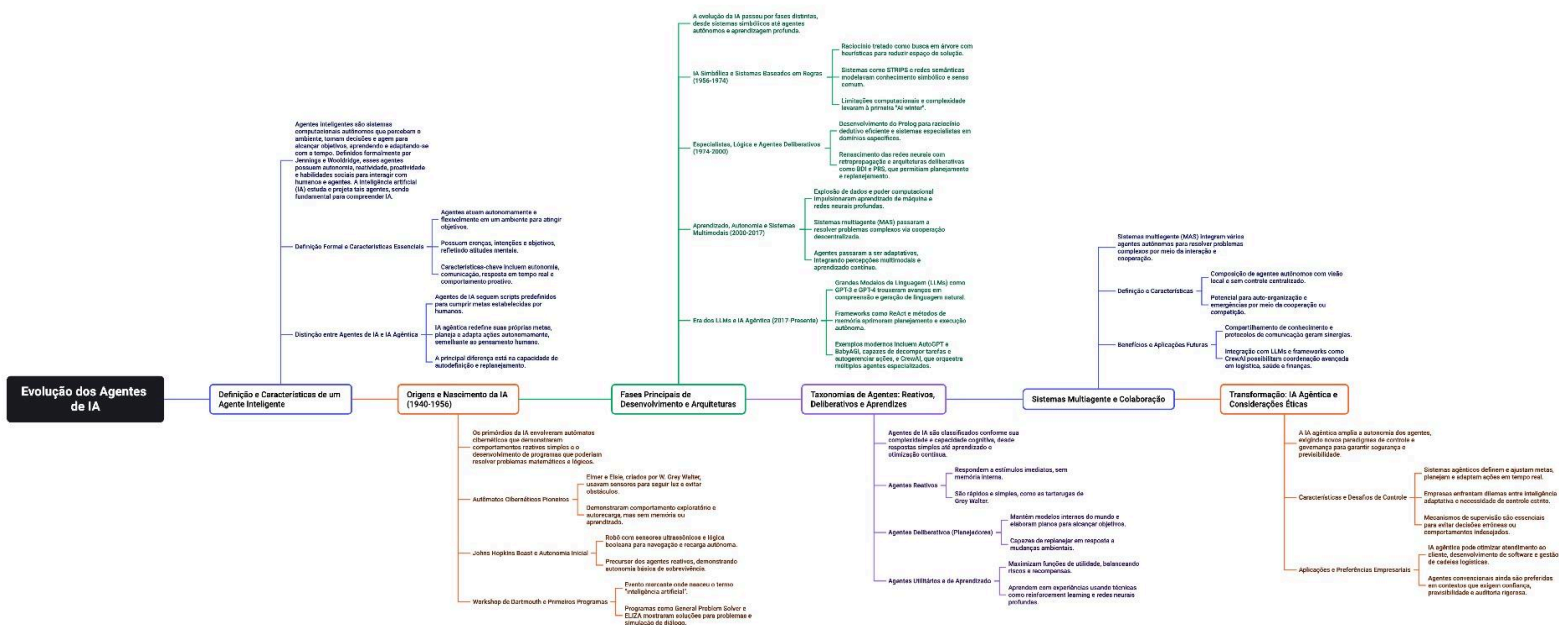 Evolução dos Agentes
de IA
Definição e Características de um
Agente Inteligente
Agentes inteligentes são sistemas
computacionais autônomos que percebem o
ambiente, tomam decisões e agem para
alcançar objetivos, aprendendo e adaptando-se
com o tempo. Definidos formalmente por
Jennings e Wooldridge, esses agentes
possuem autonomia, reatividade, proatividade
e habilidades sociais para interagir com
humanos e agentes. A inteligência artificial
(IA) estuda e projeta tais agentes, sendo
fundamental para compreender IA.
Definição Formal e Características Essenciais
Agentes atuam autonomamente e
flexivelmente em um ambiente para atingir
objetivos.
Possuem crenças, intenções e objetivos,
refletindo atitudes mentais.
Características-chave incluem autonomia,
comunicação, resposta em tempo real e
comportamento proativo.
Distinção entre Agentes de IA e IA Agêntica
Agentes de IA seguem scripts predefinidos
para cumprir metas estabelecidas por
humanos.
IA agêntica redefine suas próprias metas,
planeja e adapta ações autonomamente,
semelhante ao pensamento humano.
A principal diferença está na capacidade de
autodefinição e replanejamento.
Origens e Nascimento da IA
(1940-1956)
Os primórdios da IA envolveram autômatos
cibernéticos que demonstraram
comportamentos reativos simples e o
desenvolvimento de programas que poderiam
resolver problemas matemáticos e lógicos.
Autômatos Cibernéticos Pioneiros
Elmer e Elsie, criados por W. Grey Walter,
usavam sensores para seguir luz e evitar
obstáculos.
Demonstraram comportamento exploratório e
autorecarga, mas sem memória ou
aprendizado.
Johns Hopkins Beast e Autonomia Inicial
Robô com sensores ultrassônicos e lógica
booleana para navegação e recarga autônoma.
Precursor dos agentes reativos, demonstrando
autonomia básica de sobrevivência.
Workshop de Dartmouth e Primeiros Programas
Evento marcante onde nasceu o termo
"inteligência artificial".
Programas como General Problem Solver e
ELIZA mostraram soluções para problemas e
simulação de diálogo.
Fases Principais de
Desenvolvimento e Arquiteturas
A evolução da IA passou por fases distintas,
desde sistemas simbólicos até agentes
autônomos e aprendizagem profunda.
IA Simbólica e Sistemas Baseados em Regras
(1956-1974)
Raciocínio tratado como busca em árvore com
heurísticas para reduzir espaço de solução.
Sistemas como STRIPS e redes semânticas
modelavam conhecimento simbólico e senso
comum.
Limitações computacionais e complexidade
levaram à primeira "AI winter".
Especialistas, Lógica e Agentes Deliberativos
(1974-2000)
Desenvolvimento do Prolog para raciocínio
dedutivo eficiente e sistemas especialistas em
domínios específicos.
Renascimento das redes neurais com
retropropagação e arquiteturas deliberativas
como BDI e PRS, que permitiam planejamento
e replanejamento.
Aprendizado, Autonomia e Sistemas
Multimodais (2000-2017)
Explosão de dados e poder computacional
impulsionaram aprendizado de máquina e
redes neurais profundas.
Sistemas multiagente (MAS) passaram a
resolver problemas complexos via cooperação
descentralizada.
Agentes passaram a ser adaptativos,
integrando percepções multimodais e
aprendizado contínuo.
Era dos LLMs e IA Agêntica (2017-Presente)
Grandes Modelos de Linguagem (LLMs) como
GPT-3 e GPT-4 trouxeram avanços em
compreensão e geração de linguagem natural.
Frameworks como ReAct e métodos de
memória aprimoram planejamento e execução
autônoma.
Exemplos modernos incluem AutoGPT e
BabyAGI, capazes de decompor tarefas e
autogerenciar ações, e CrewAI, que orquestra
múltiplos agentes especializados.
Taxonomias de Agentes: Reativos,
Deliberativos e Aprendizes
Agentes de IA são classificados conforme sua
complexidade e capacidade cognitiva, desde
respostas simples até aprendizado e
otimização contínua.
Agentes Reativos
Respondem a estímulos imediatos, sem
memória interna.
São rápidos e simples, como as tartarugas de
Grey Walter.
Agentes Deliberativos (Planejadores)
Mantêm modelos internos do mundo e
elaboram planos para alcançar objetivos.
Capazes de replanejar em resposta a
mudanças ambientais.
Agentes Utilitários e de Aprendizado
Maximizam funções de utilidade, balanceando
riscos e recompensas.
Aprendem com experiências usando técnicas
como reinforcement learning e redes neurais
profundas.
Sistemas Multiagente e Colaboração
Sistemas multiagente (MAS) integram vários
agentes autônomos para resolver problemas
complexos por meio da interação e
cooperação.
Definição e Características
Composição de agentes autônomos com visão
local e sem controle centralizado.
Potencial para auto-organização e
emergências por meio da cooperação ou
competição.
Benefícios e Aplicações Futuras
Compartilhamento de conhecimento e
protocolos de comunicação geram sinergias.
Integração com LLMs e frameworks como
CrewAI possibilitam coordenação avançada
em logística, saúde e finanças.
Transformação: IA Agêntica e
Considerações Éticas
A IA agêntica amplia a autonomia dos agentes,
exigindo novos paradigmas de controle e
governança para garantir segurança e
previsibilidade.
Características e Desafios de Controle
Sistemas agênticos definem e ajustam metas,
planejam e adaptam ações em tempo real.
Empresas enfrentam dilemas entre inteligência
adaptativa e necessidade de controle estrito.
Mecanismos de supervisão são essenciais
para evitar decisões errôneas ou
comportamentos indesejados.
Aplicações e Preferências Empresariais
IA agêntica pode otimizar atendimento ao
cliente, desenvolvimento de software e gestão
de cadeias logísticas.
Agentes convencionais ainda são preferidos
em contextos que exigem confiança,
previsibilidade e auditoria rigorosa.